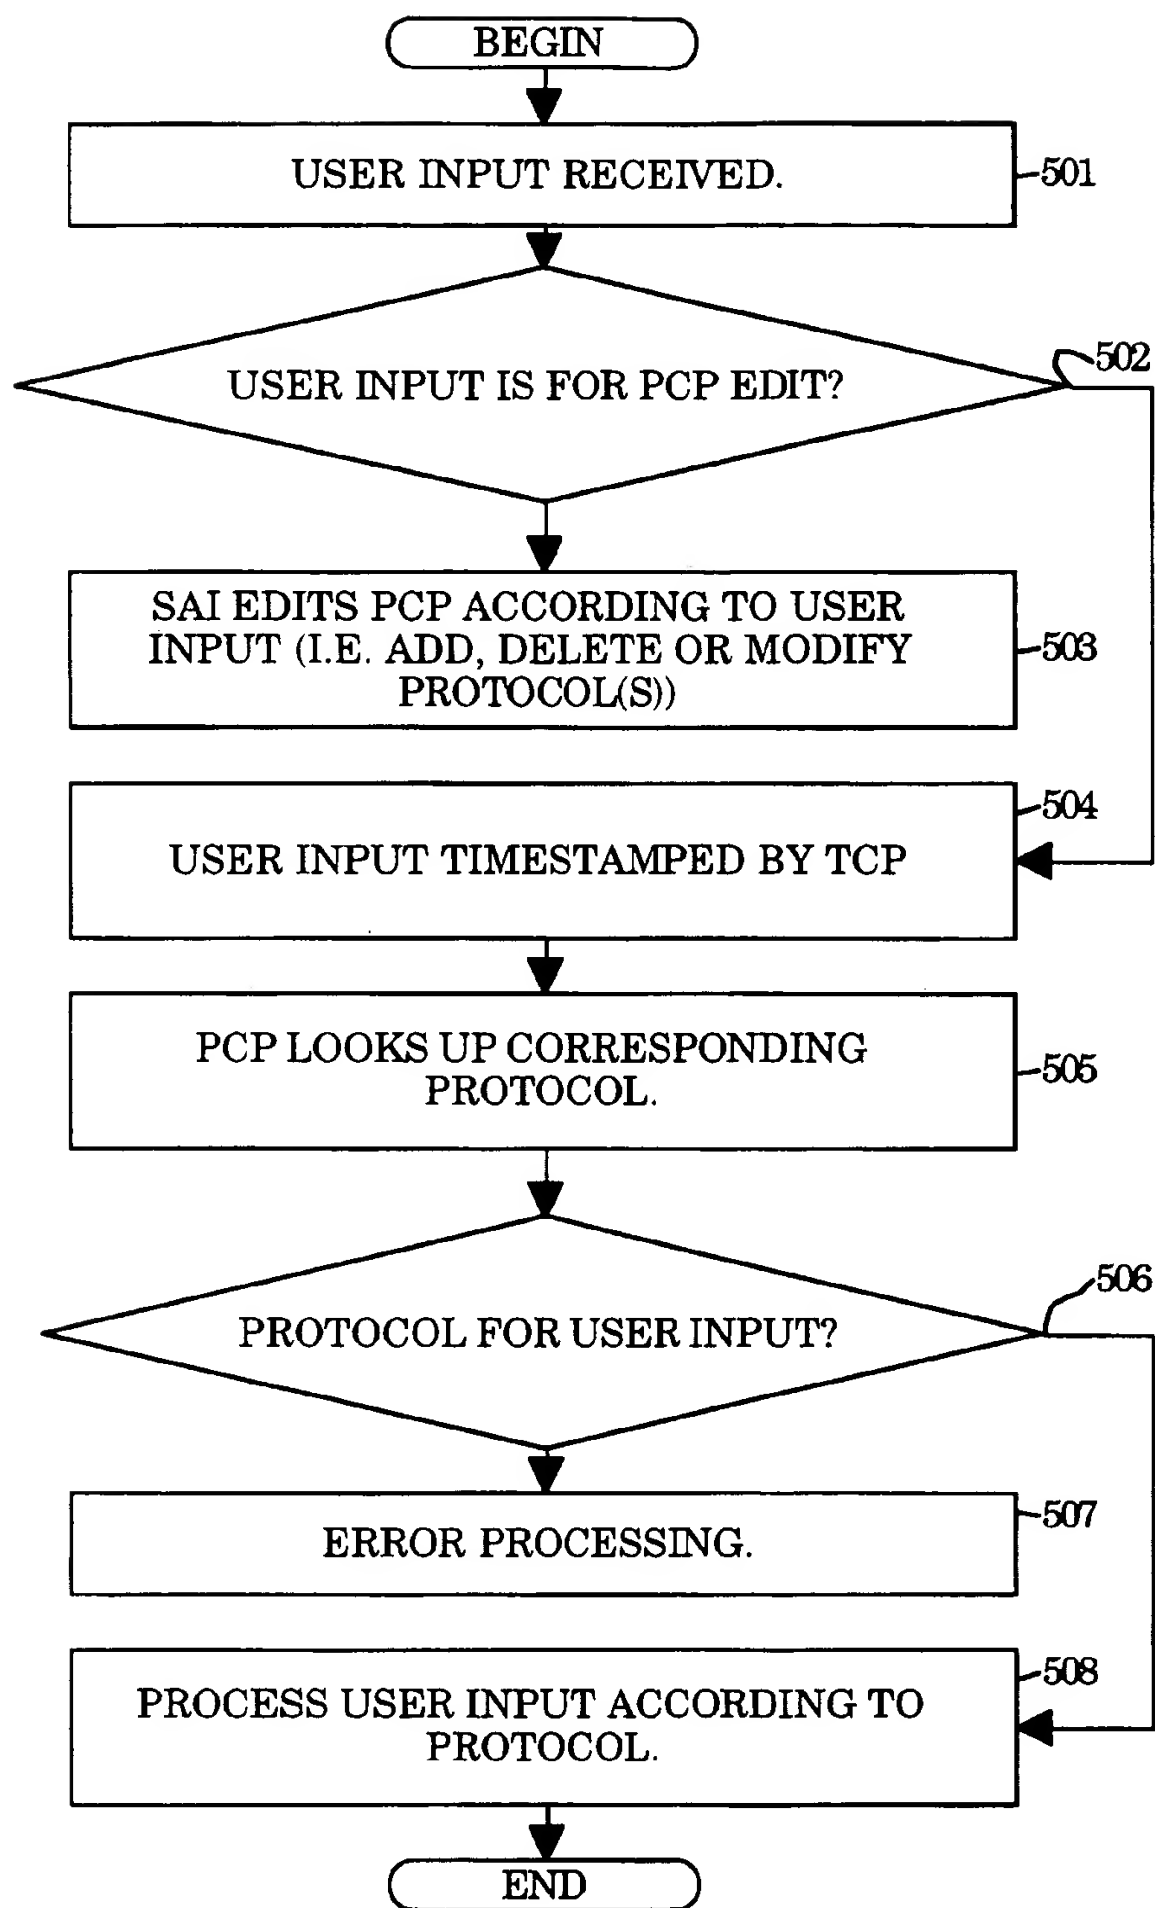 BEGIN
USER INPUT RECEIVED.
501
USER INPUT IS FOR PCP EDIT?
502
SAI EDITS PCP ACCORDING TO USER
INPUT (I.E. ADD, DELETE OR MODIFY
PROTOCOL(S))
503
504
USER INPUT TIMESTAMPED BY TCP
PCP LOOKS UP CORRESPONDING
PROTOCOL.
505
506
PROTOCOL FOR USER INPUT?
507
ERROR PROCESSING.
508
PROCESS USER INPUT ACCORDING TO
PROTOCOL.
END